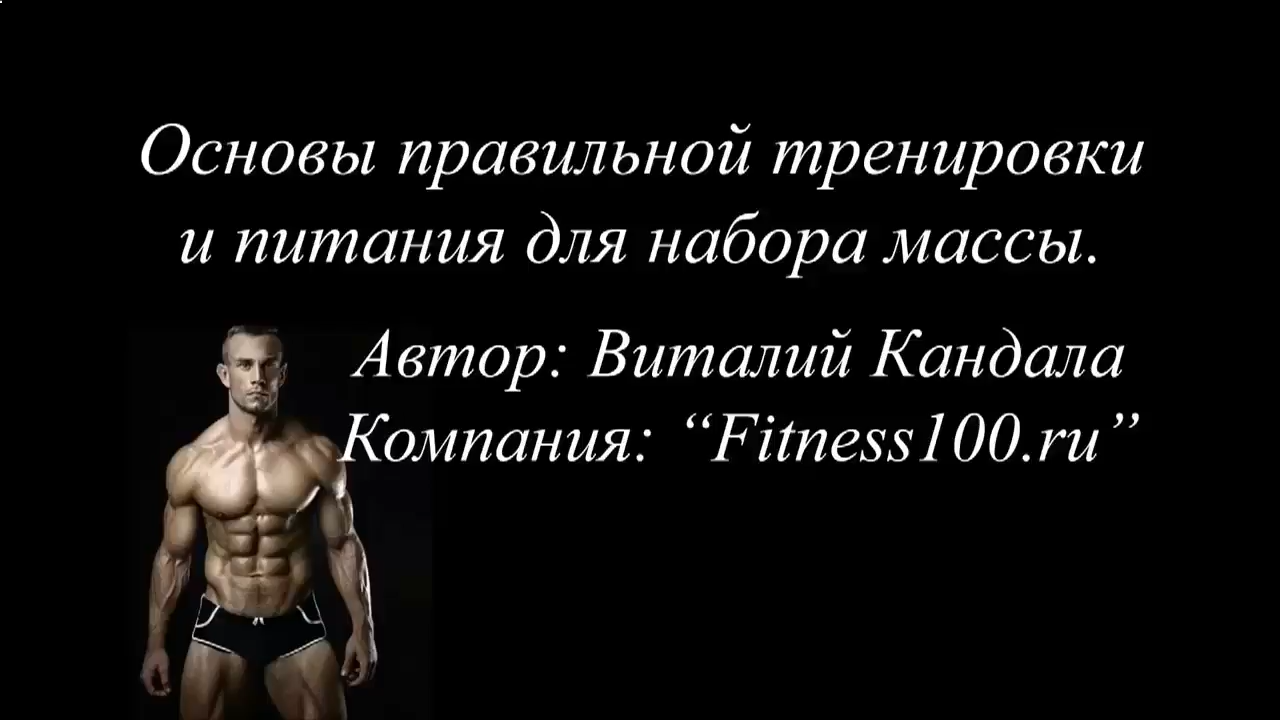 Основы правильной тренировки
и питания для набора массы.
Автор: Виталий Кандала
Компания: “Fitness100.ru”